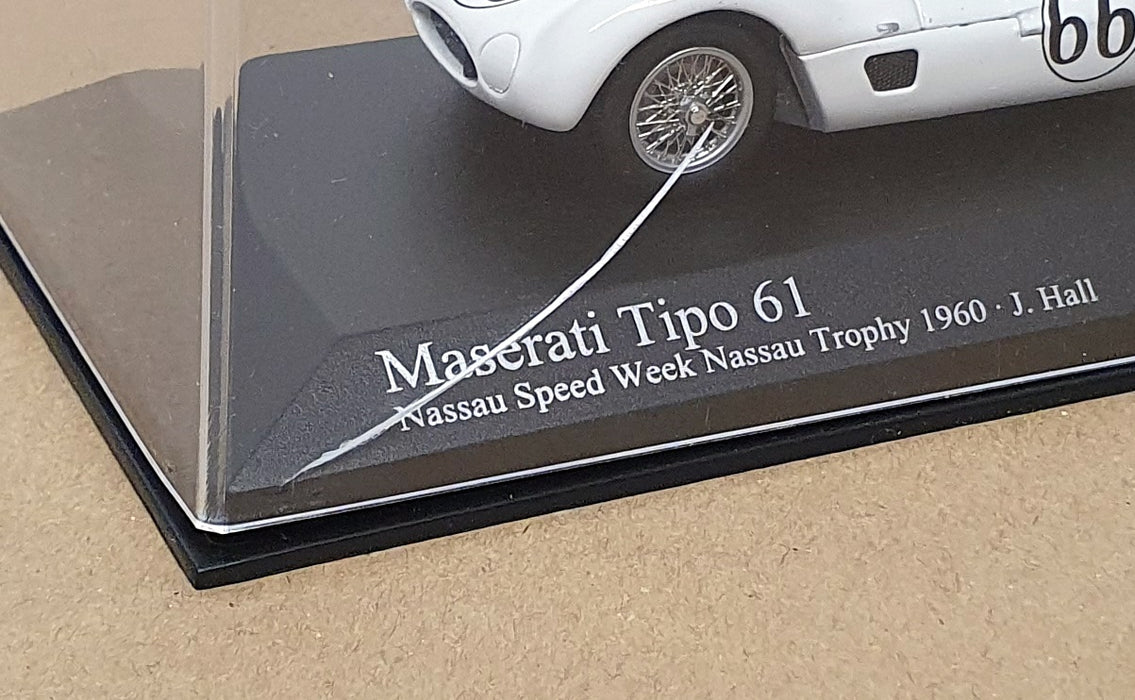 66
Maserati Tipo 61
Nassau Speed Week Nassau Trophy 1960 · J. Hall